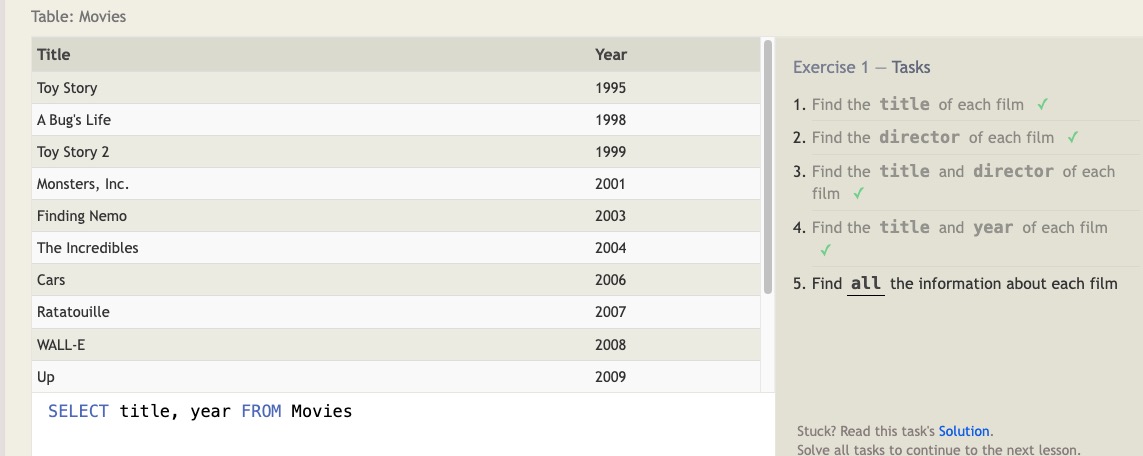 Table: Movies
Title Year
Toy Story 1995
A Bug's Life 1998
Toy Story 2 1999
Monsters, Inc. 2001
Finding Nemo 2003
The Incredibles 2004
Cars 2006
Ratatouille 2007
WALL-E 2008
Up 2009
SELECT title, year FROM Movies
Exercise 1 — Tasks
1. Find the title of each film ✓
2. Find the director of each film ✓
3. Find the title and director of each
film ✓
4. Find the title and year of each film
✓
5. Find all the information about each film
Stuck? Read this task's Solution.
Solve all tasks to continue to the next lesson.